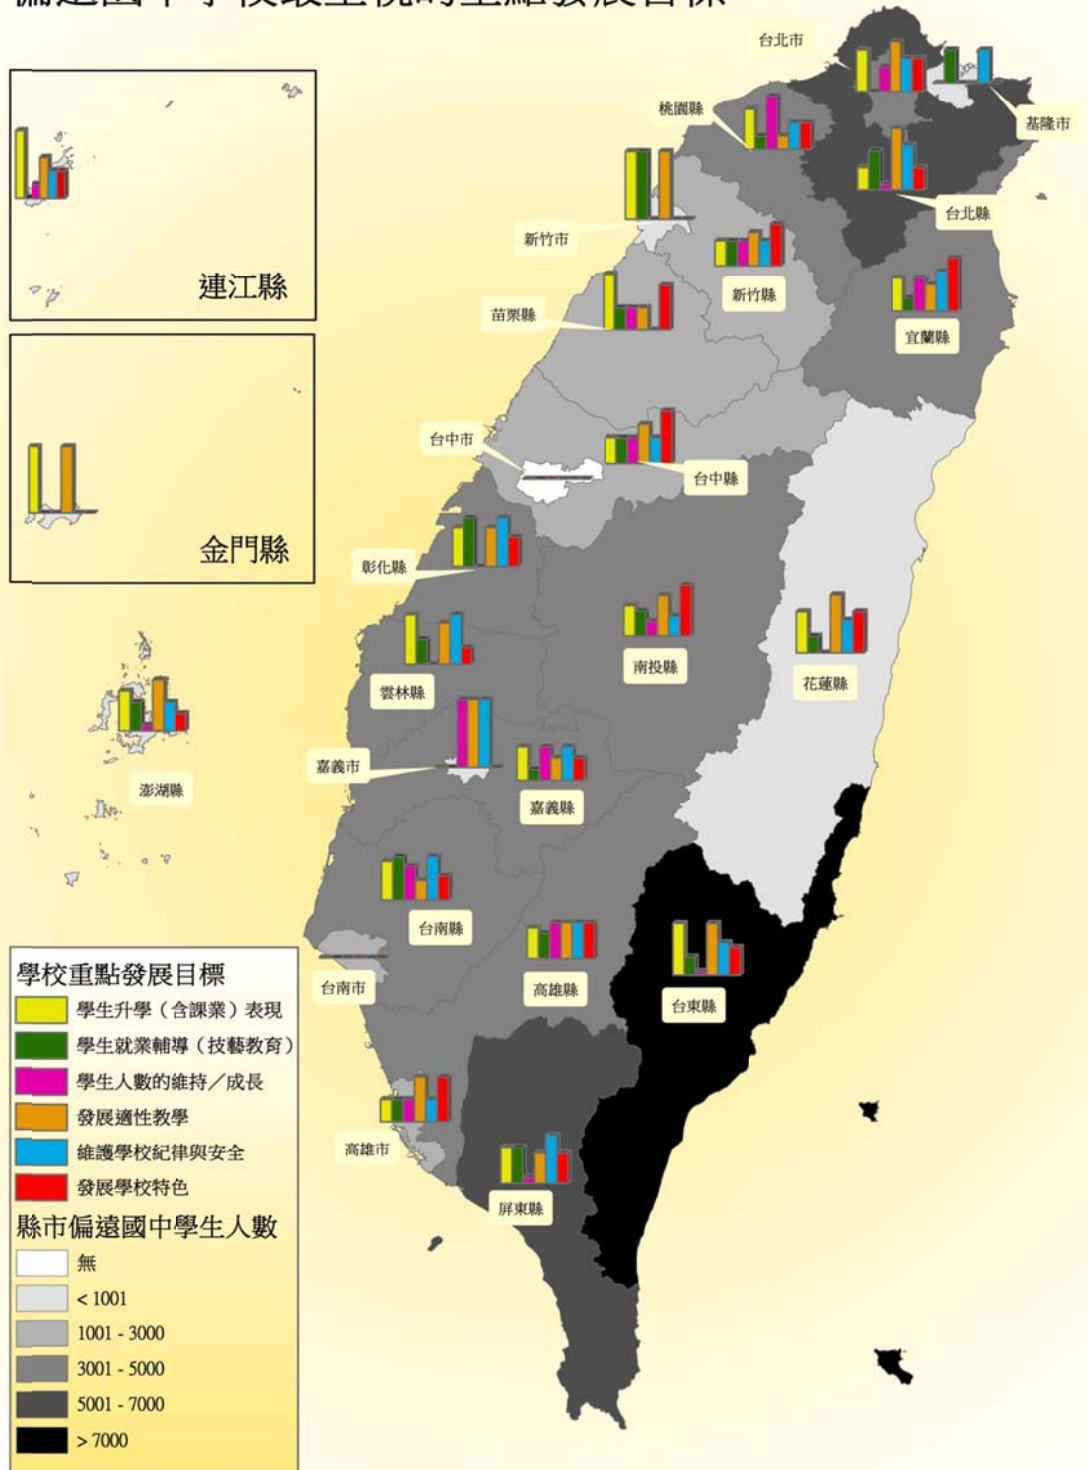 偏遠國中學校最重視的重點發展目標
台北市
桃園縣
基隆市
台北縣
新竹市
新竹縣
苗栗縣
宜蘭縣
連江縣
台中市
台中縣
金門縣
彰化縣
南投縣
花蓮縣
雲林縣
嘉義市
嘉義縣
澎湖縣
台南縣
台南市
高雄縣
台東縣
高雄市
屏東縣
學校重點發展目標
學生升學（含課業）表現
學生就業輔導（技藝教育）
學生人數的維持／成長
發展適性教學
維護學校紀律與安全
發展學校特色
縣市偏遠國中學生人數
無
< 1001
1001 - 3000
3001 - 5000
5001 - 7000
> 7000